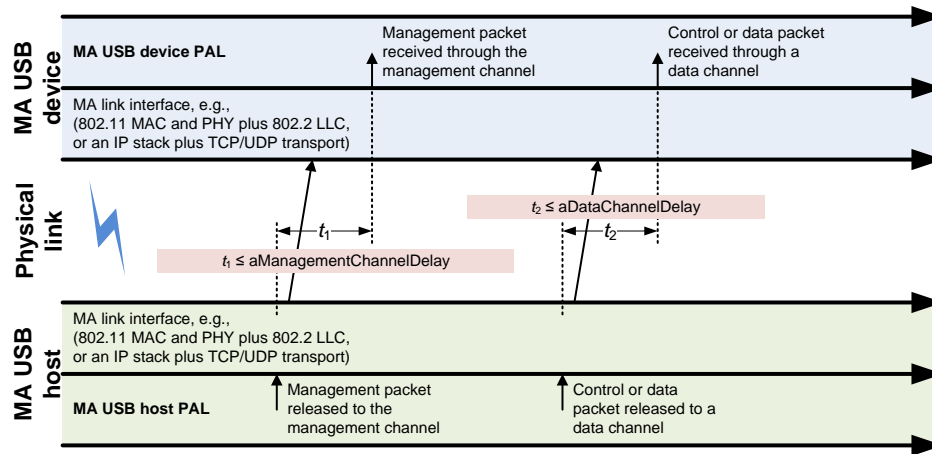 MA USB
device
MA USB device PAL
Management packet
received through the
management channel
Control or data packet
received through a
data channel
MA link interface, e.g.,
(802.11 MAC and PHY plus 802.2 LLC,
or an IP stack plus TCP/UDP transport)
Physical
link
t2 ≤ aDataChannelDelay
t1
t2
t1 ≤ aManagementChannelDelay
MA USB
host
MA link interface, e.g.,
(802.11 MAC and PHY plus 802.2 LLC,
or an IP stack plus TCP/UDP transport)
MA USB host PAL
Management packet
released to the
management channel
Control or data
packet released to a
data channel